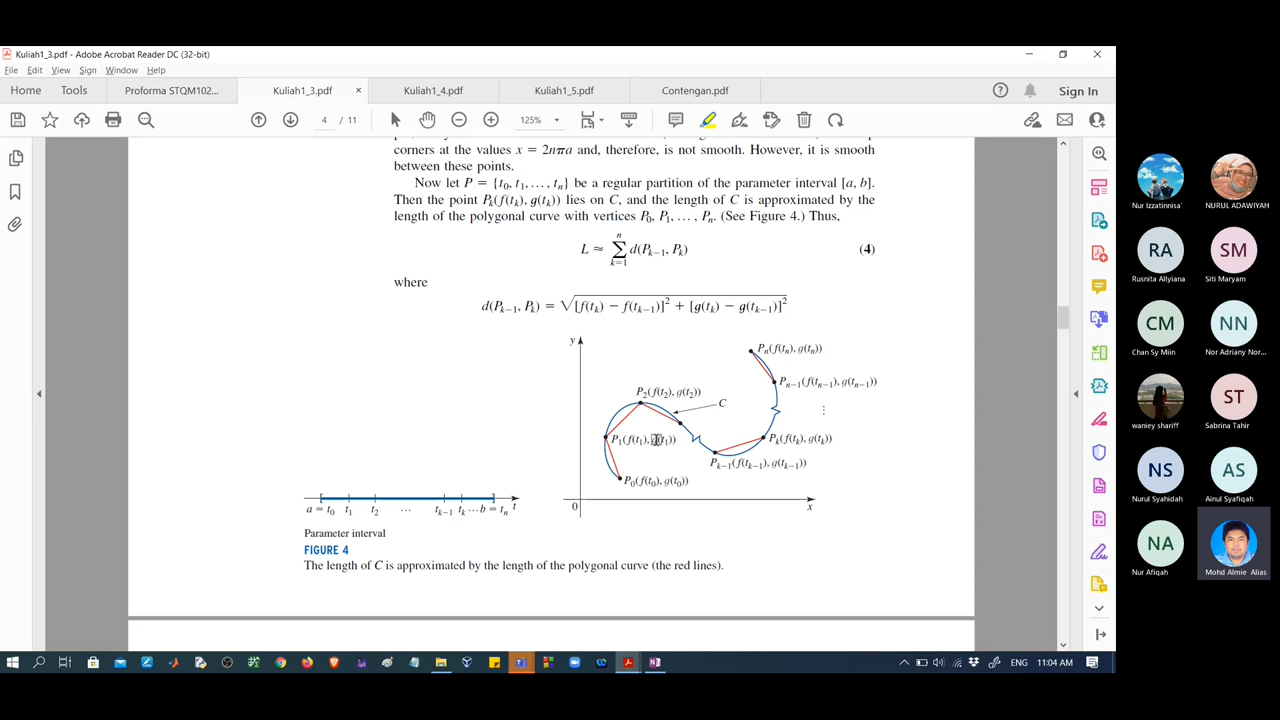 Kuliah1_3.pdf - Adobe Acrobat Reader DC (32-bit)
File Edit View Sign Window Help
Home Tools Proforma STQM102... Kuliah1_3.pdf × Kuliah1_4.pdf Kuliah1_5.pdf Contengan.pdf Sign In
4 / 11 125%
corners at the values x = 2nπa and, therefore, is not smooth. However, it is smooth
between these points.
Now let P = {t₀, t₁, . . . , tₙ} be a regular partition of the parameter interval [a, b].
Then the point Pₖ(f(tₖ), g(tₖ)) lies on C, and the length of C is approximated by the
length of the polygonal curve with vertices P₀, P₁, . . . , Pₙ. (See Figure 4.) Thus,
L ≈ ∑ₖ₌₁ⁿ d(Pₖ₋₁, Pₖ) (4)
where
d(Pₖ₋₁, Pₖ) = √[f(tₖ) − f(tₖ₋₁)]² + [g(tₖ) − g(tₖ₋₁)]²
y
Pₙ(f(tₙ), g(tₙ))
Pₙ₋₁(f(tₙ₋₁), g(tₙ₋₁))
P₂(f(t₂), g(t₂))
C
⋮
P₁(f(t₁), g(t₁))
Pₖ(f(tₖ), g(tₖ))
Pₖ₋₁(f(tₖ₋₁), g(tₖ₋₁))
P₀(f(t₀), g(t₀))
0 x
a = t₀ t₁ t₂ ... tₖ₋₁ tₖ ... b = tₙ t
Parameter interval
FIGURE 4
The length of C is approximated by the length of the polygonal curve (the red lines).
Nur Izzatinnisa' NURUL ADAWIYAH
RA SM
Rusnita Allyiana Siti Maryam
CM NN
Chan Sy Miin Nor Adriany Nor...
ST
waniey shariff Sabrina Tahir
NS AS
Nurul Syahidah Ainul Syafiqah
NA
Nur Afiqah Mohd Almie Alias
ENG 11:04 AM